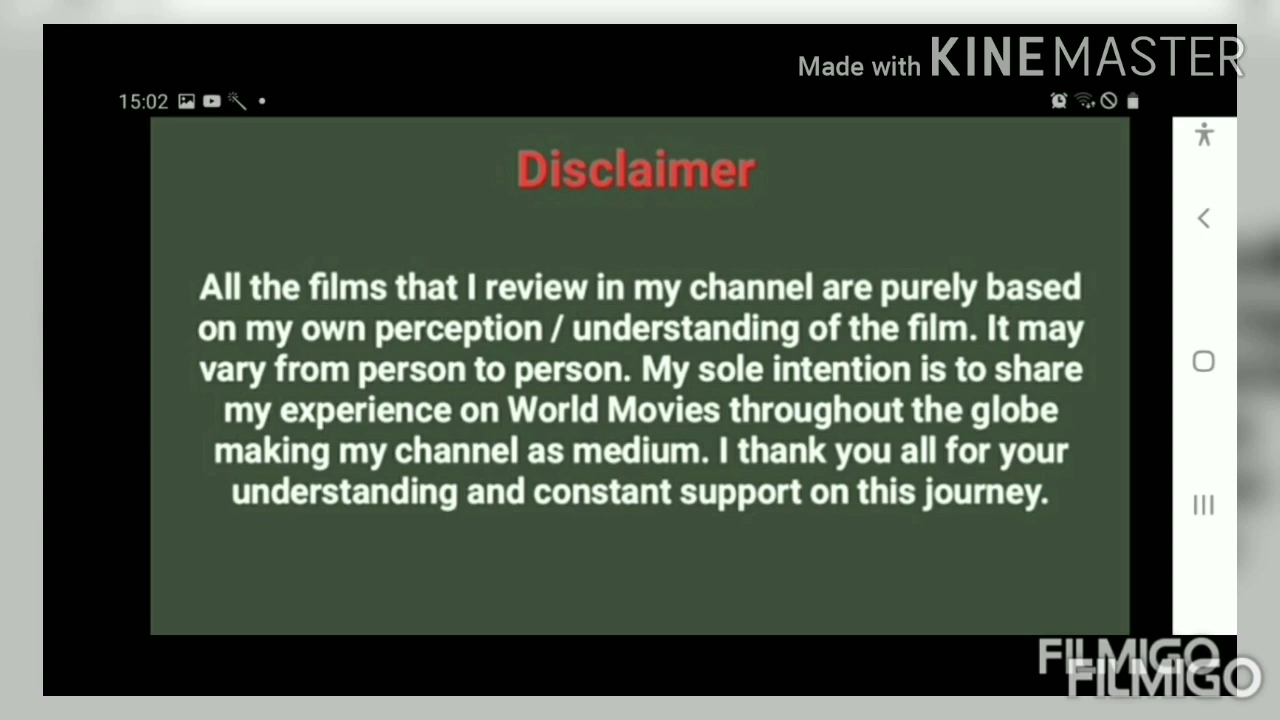 Made with KINEMASTER
15:02
Disclaimer
All the films that I review in my channel are purely based
on my own perception / understanding of the film. It may
vary from person to person. My sole intention is to share
my experience on World Movies throughout the globe
making my channel as medium. I thank you all for your
understanding and constant support on this journey.
FILMIGO
FILMIGO